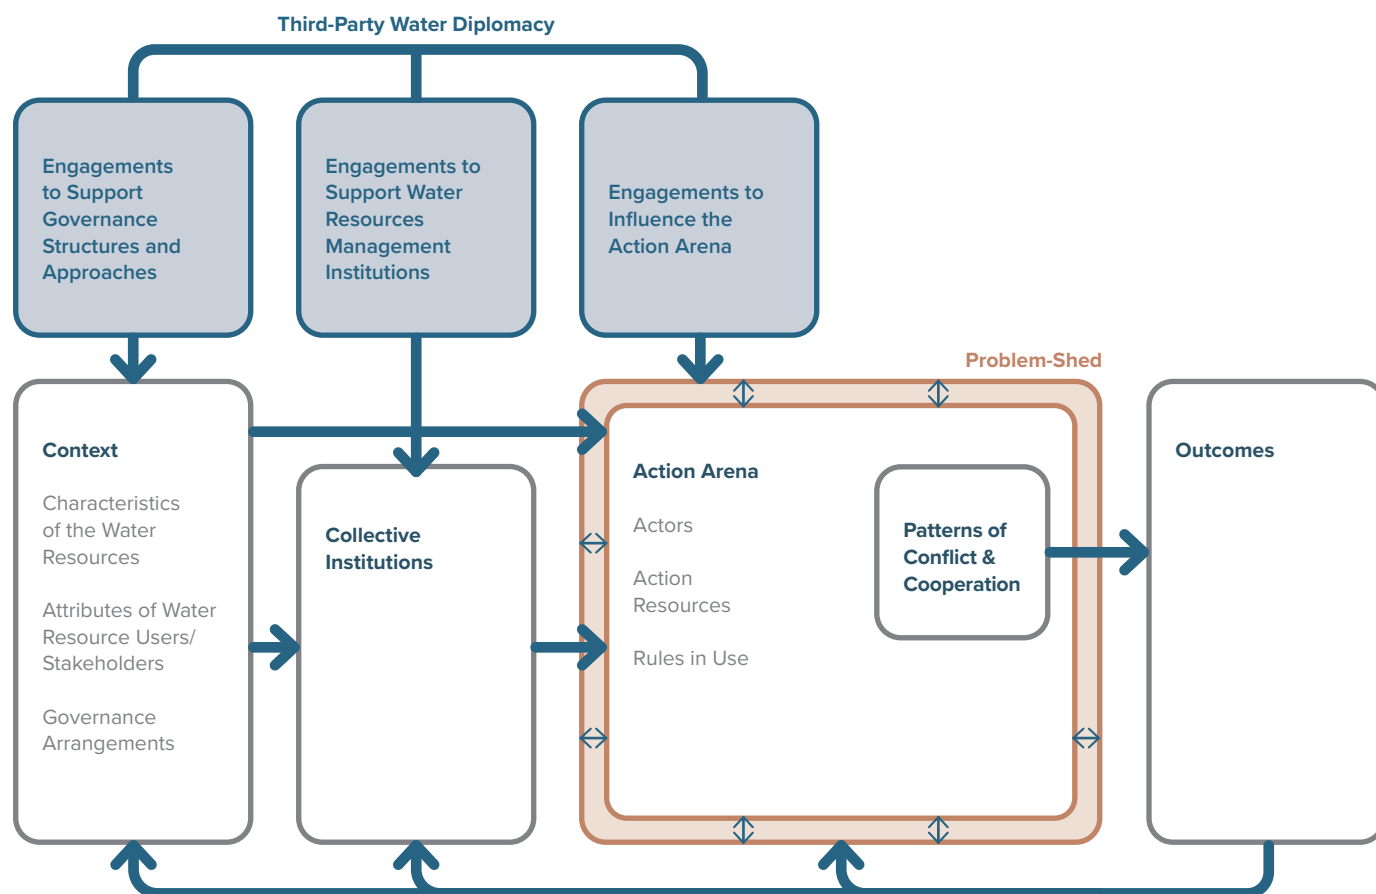 Third-Party Water Diplomacy
Engagements
to Support
Governance
Structures and
Approaches
Engagements to
Support Water
Resources
Management
Institutions
Engagements to
Influence the
Action Arena
Problem-Shed
Context
Characteristics
of the Water
Resources
Attributes of Water
Resource Users/
Stakeholders
Governance
Arrangements
Collective
Institutions
Action Arena
Actors
Action
Resources
Rules in Use
Patterns of
Conflict &
Cooperation
Outcomes